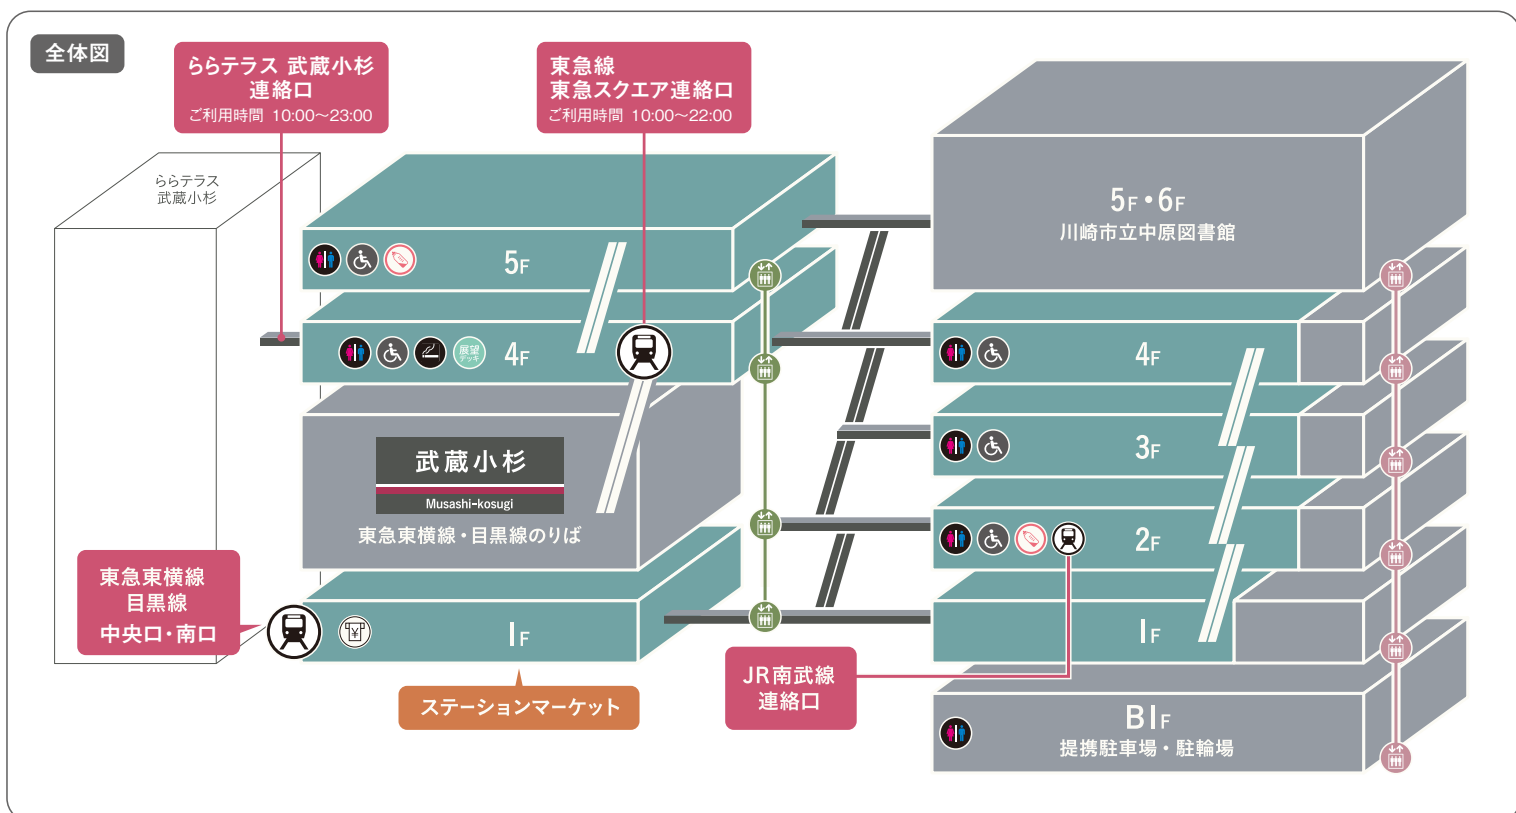 全体図
ららテラス 武蔵小杉
連絡口
ご利用時間 10:00～23:00
東急線
東急スクエア連絡口
ご利用時間 10:00～22:00
ららテラス
武蔵小杉
5F
4F
展望
デッキ
武蔵小杉
Musashi-kosugi
東急東横線・目黒線のりば
東急東横線
目黒線
中央口・南口
1F
ステーションマーケット
5F・6F
川崎市立中原図書館
4F
3F
2F
1F
JR南武線
連絡口
B1F
提携駐車場・駐輪場